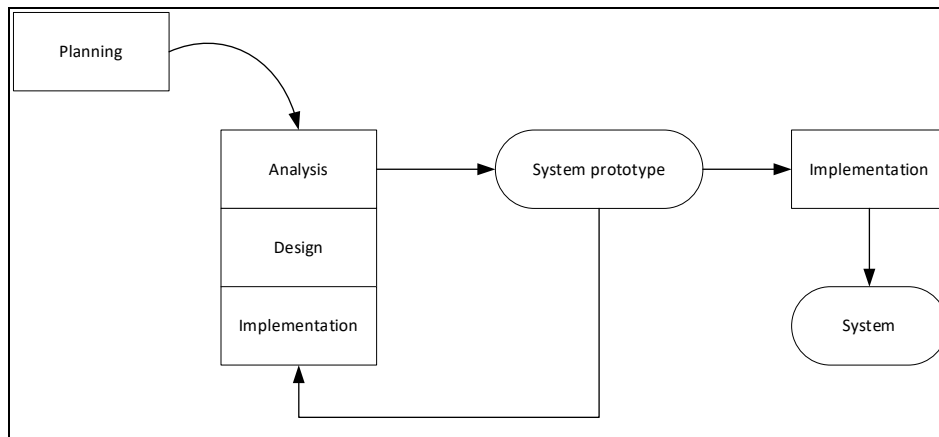 Planning
Analysis
System prototype
Implementation
Design
Implementation
System